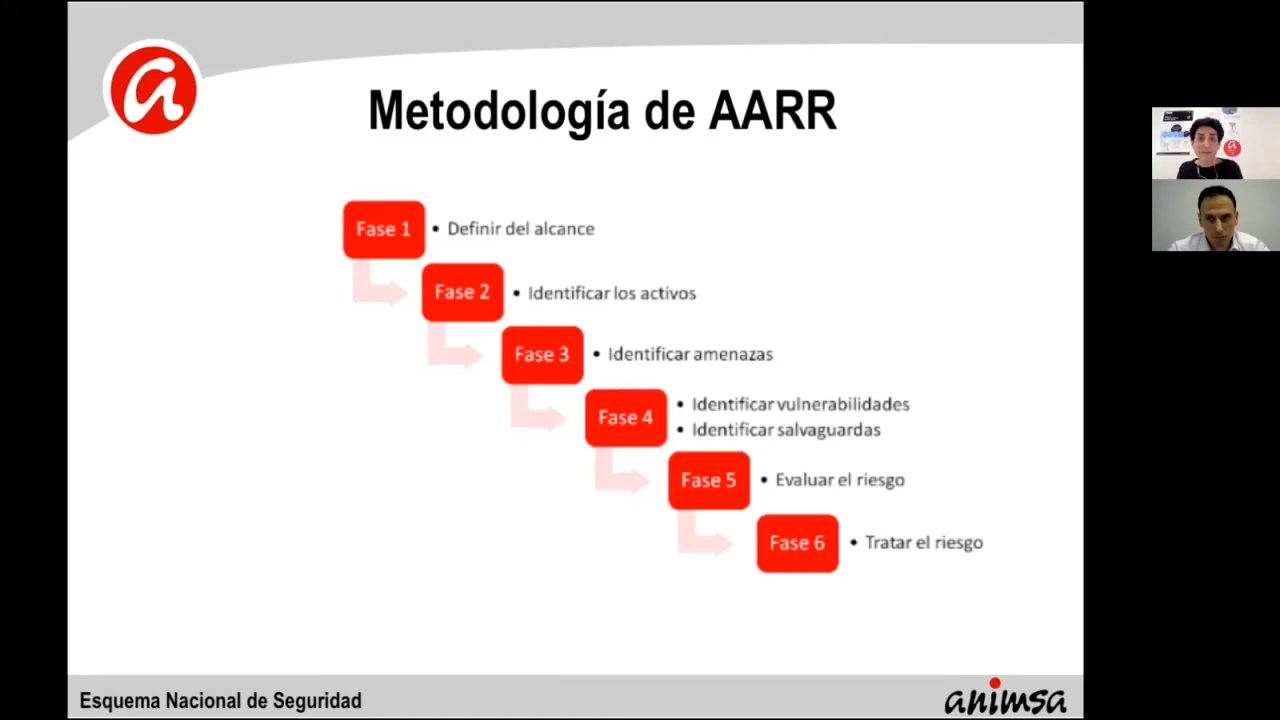 Metodología de AARR
Fase 1
• Definir del alcance
Fase 2
• Identificar los activos
Fase 3
• Identificar amenazas
Fase 4
• Identificar vulnerabilidades
• Identificar salvaguardas
Fase 5
• Evaluar el riesgo
Fase 6
• Tratar el riesgo
Esquema Nacional de Seguridad
animsa